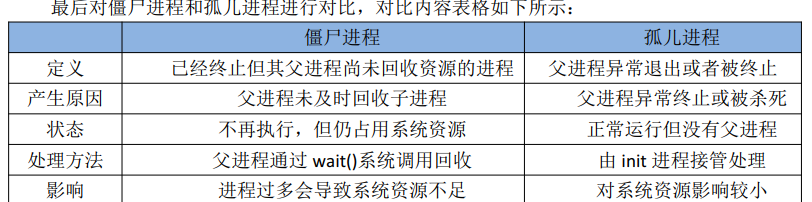 最后对僵尸进程和孤儿进程进行对比，对比内容表格如下所示：
僵尸进程 孤儿进程
定义 已经终止但其父进程尚未回收资源的进程 父进程异常退出或者被终止
产生原因 父进程未及时回收子进程 父进程异常终止或被杀死
状态 不再执行，但仍占用系统资源 正常运行但没有父进程
处理方法 父进程通过 wait()系统调用回收 由 init 进程接管处理
影响 进程过多会导致系统资源不足 对系统资源影响较小